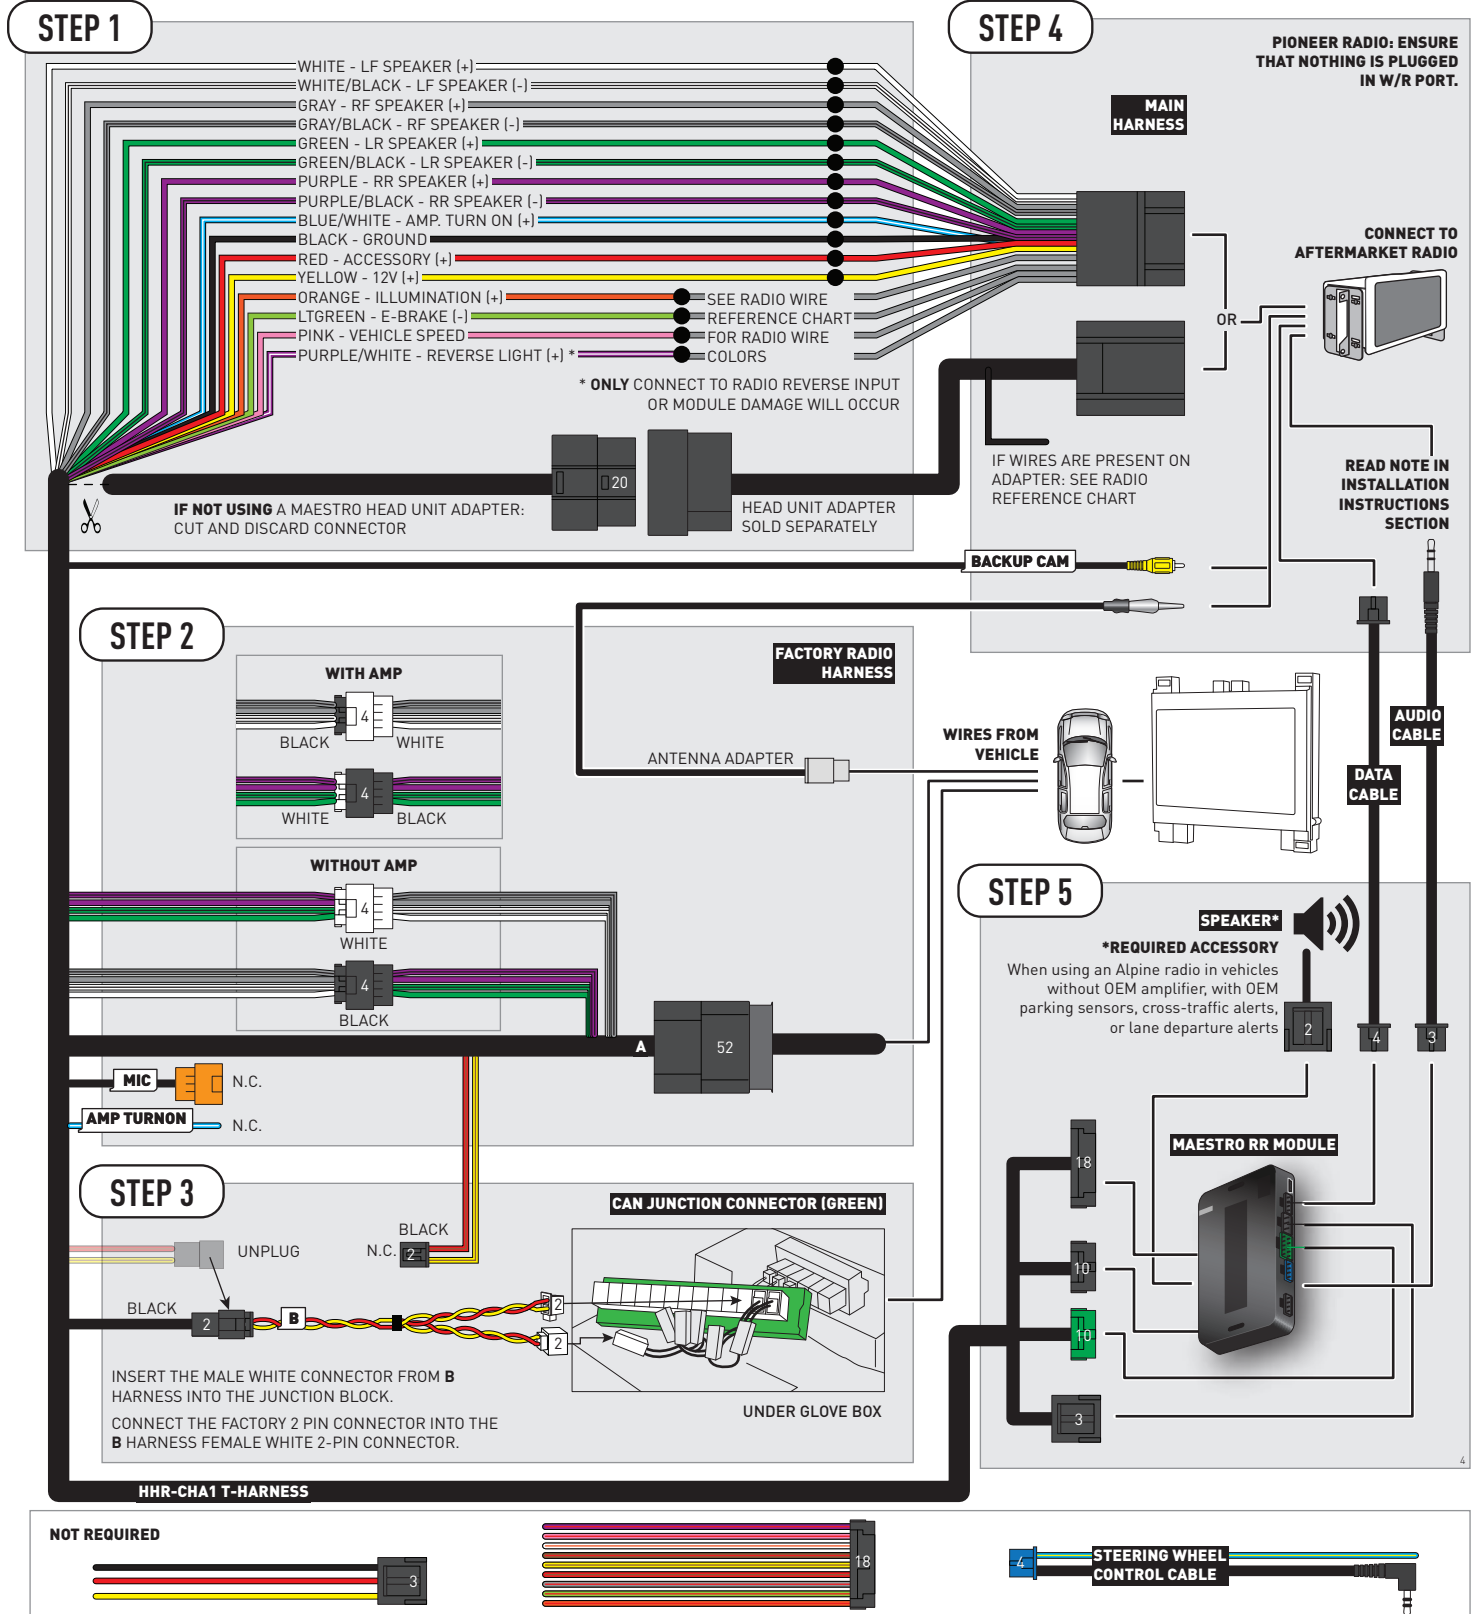 STEP 1
WHITE - LF SPEAKER (+)
WHITE/BLACK - LF SPEAKER (-)
GRAY - RF SPEAKER (+)
GRAY/BLACK - RF SPEAKER (-)
GREEN - LR SPEAKER (+)
GREEN/BLACK - LR SPEAKER (-)
PURPLE - RR SPEAKER (+)
PURPLE/BLACK - RR SPEAKER (-)
BLUE/WHITE - AMP. TURN ON (+)
BLACK - GROUND
RED - ACCESSORY (+)
YELLOW - 12V (+)
ORANGE - ILLUMINATION (+)
LTGREEN - E-BRAKE (-)
PINK - VEHICLE SPEED
PURPLE/WHITE - REVERSE LIGHT (+) *
SEE RADIO WIRE
REFERENCE CHART
FOR RADIO WIRE
COLORS
* ONLY CONNECT TO RADIO REVERSE INPUT
OR MODULE DAMAGE WILL OCCUR
20
IF NOT USING A MAESTRO HEAD UNIT ADAPTER:
CUT AND DISCARD CONNECTOR
HEAD UNIT ADAPTER
SOLD SEPARATELY
STEP 4
PIONEER RADIO: ENSURE
THAT NOTHING IS PLUGGED
IN W/R PORT.
MAIN
HARNESS
CONNECT TO
AFTERMARKET RADIO
OR
IF WIRES ARE PRESENT ON
ADAPTER: SEE RADIO
REFERENCE CHART
READ NOTE IN
INSTALLATION
INSTRUCTIONS
SECTION
BACKUP CAM
STEP 2
FACTORY RADIO
HARNESS
WITH AMP
4
BLACK
WHITE
4
WHITE
BLACK
WITHOUT AMP
4
WHITE
4
BLACK
ANTENNA ADAPTER
WIRES FROM
VEHICLE
AUDIO
CABLE
DATA
CABLE
A
52
MIC
N.C.
AMP TURNON
N.C.
STEP 5
SPEAKER*
*REQUIRED ACCESSORY
When using an Alpine radio in vehicles
without OEM amplifier, with OEM
parking sensors, cross-traffic alerts,
or lane departure alerts
2
4
3
MAESTRO RR MODULE
18
10
10
3
4
STEP 3
CAN JUNCTION CONNECTOR (GREEN)
UNPLUG
BLACK
N.C.
2
BLACK
2
B
2
2
INSERT THE MALE WHITE CONNECTOR FROM B
HARNESS INTO THE JUNCTION BLOCK.
CONNECT THE FACTORY 2 PIN CONNECTOR INTO THE
B HARNESS FEMALE WHITE 2-PIN CONNECTOR.
UNDER GLOVE BOX
HHR-CHA1 T-HARNESS
NOT REQUIRED
3
18
4
STEERING WHEEL
CONTROL CABLE